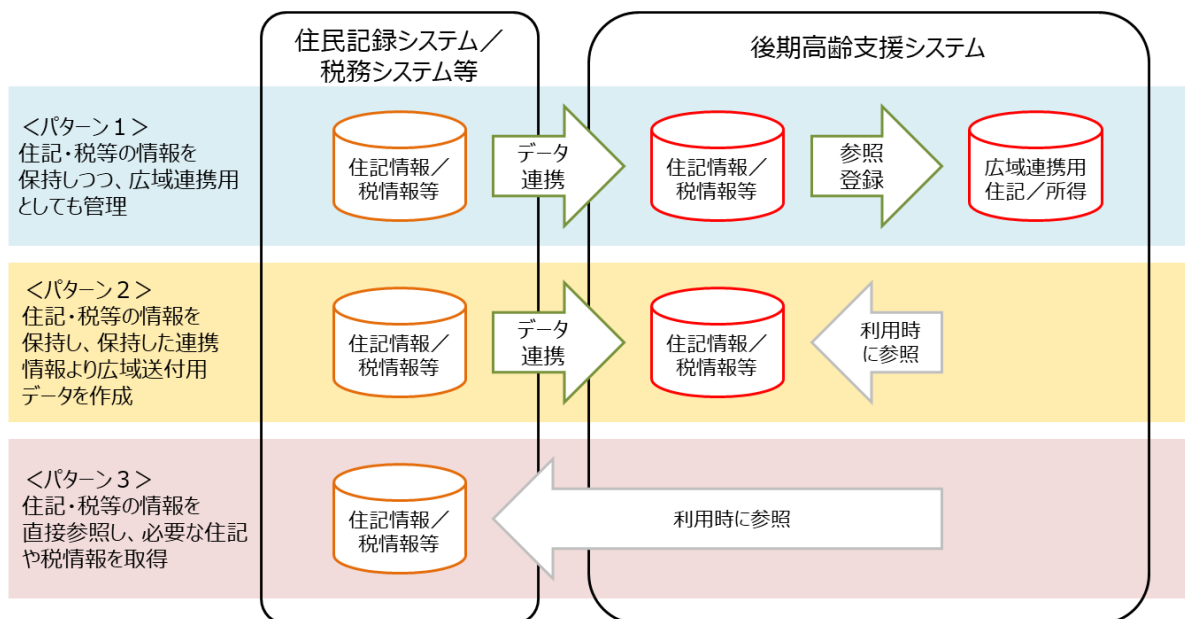 住民記録システム／
税務システム等
後期高齢支援システム
＜パターン１＞
住記・税等の情報を
保持しつつ、広域連携用
としても管理
住記情報／
税情報等
データ
連携
住記情報／
税情報等
参照
登録
広域連携用
住記／所得
＜パターン２＞
住記・税等の情報を
保持し、保持した連携
情報より広域送付用
データを作成
住記情報／
税情報等
データ
連携
住記情報／
税情報等
利用時
に参照
＜パターン３＞
住記・税等の情報を
直接参照し、必要な住記
や税情報を取得
住記情報／
税情報等
利用時に参照